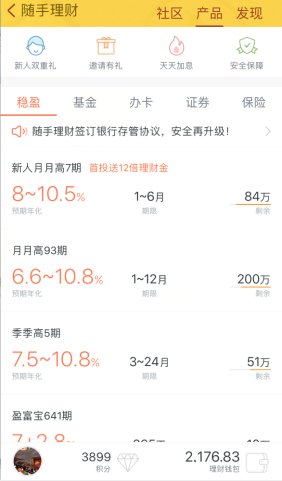 随手理财
社区 产品 发现
新人双重礼 邀请有礼 天天加息 安全保障
稳盈 基金 办卡 证券 保险
随手理财签订银行存管协议，安全再升级！
新人月月高7期 首投送12倍理财金
8~10.5% 1~6月 84万
预期年化 期限 剩余
月月高93期
6.6~10.8% 1~12月 200万
预期年化 期限 剩余
季季高5期
7.5~10.8% 3~24月 51万
预期年化 期限 剩余
盈富宝641期
3899 2,176.83
积分 理财钱包